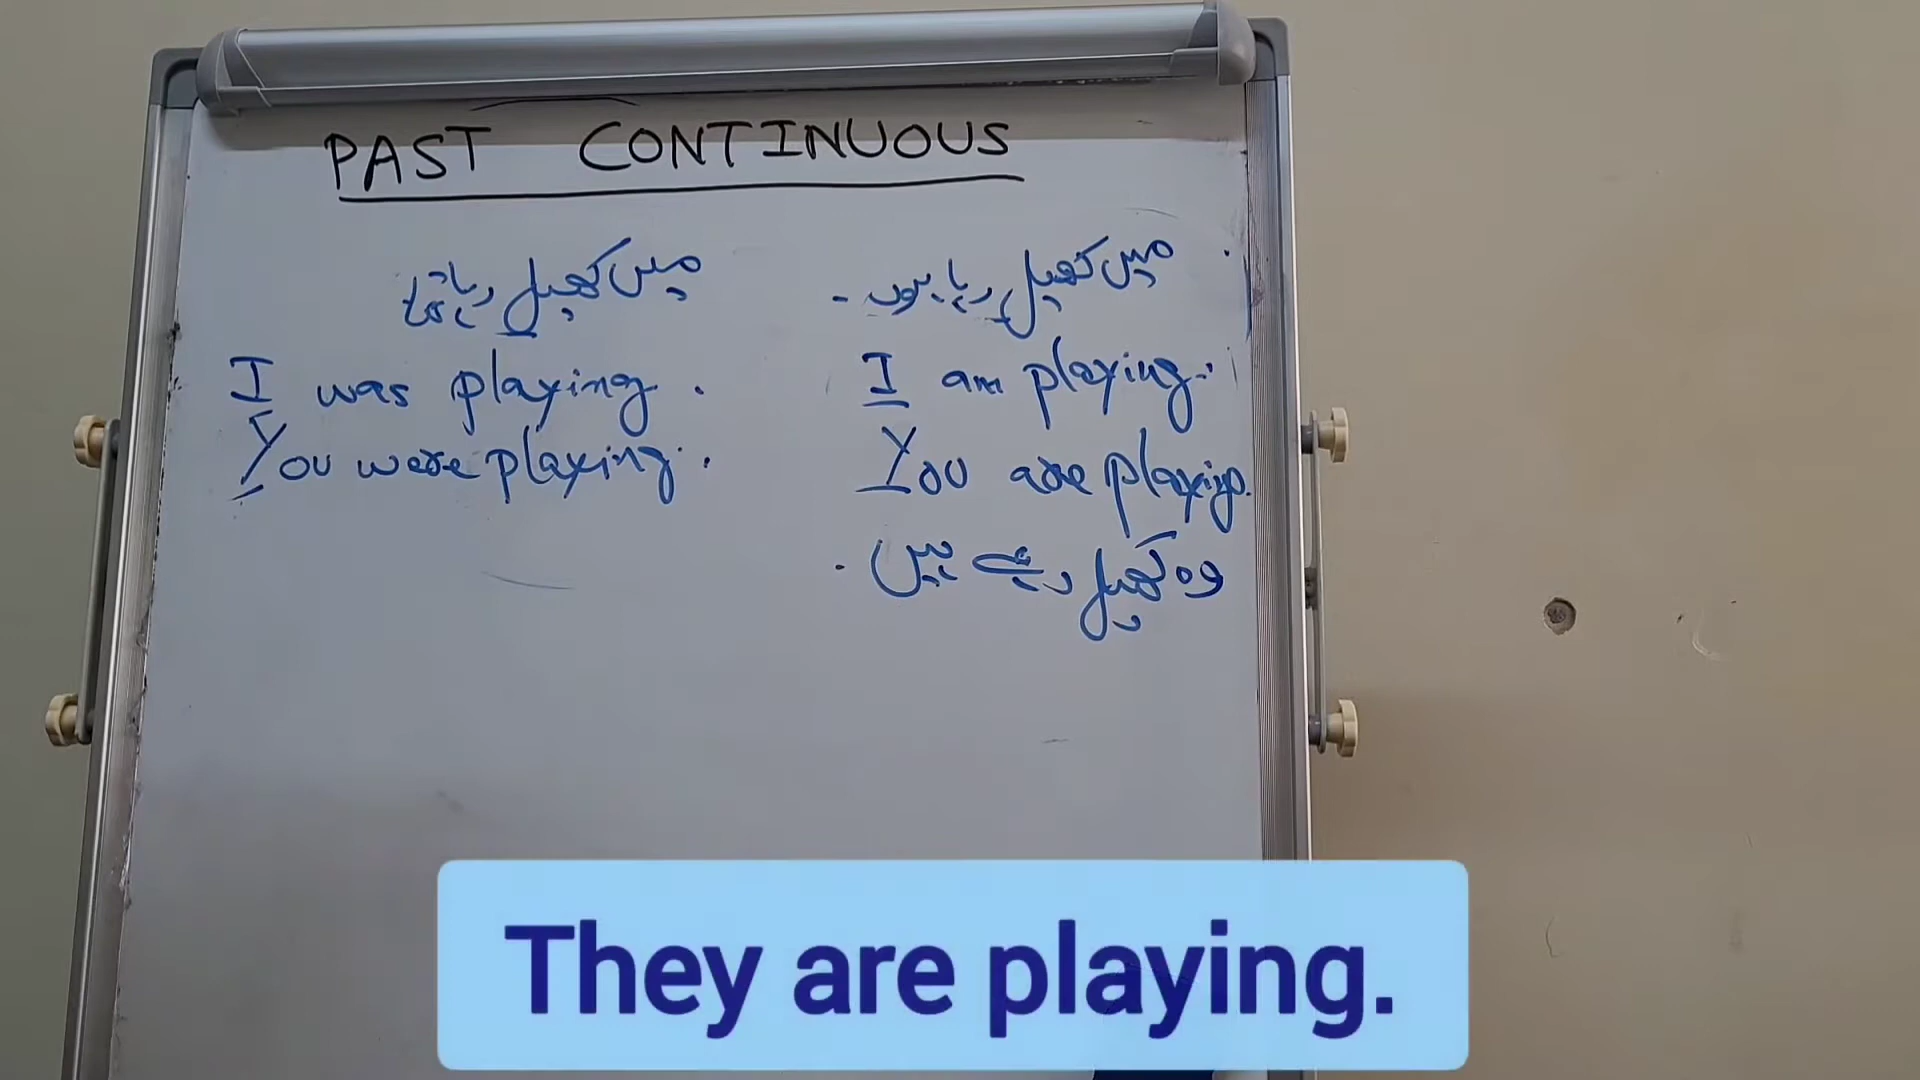 PAST CONTINUOUS
میں کھیل رہا تھا
میں کھیل رہا ہوں۔
I was playing.
I am playing.
You were playing.
You are playing.
وہ کھیل رہے ہیں۔
They are playing.